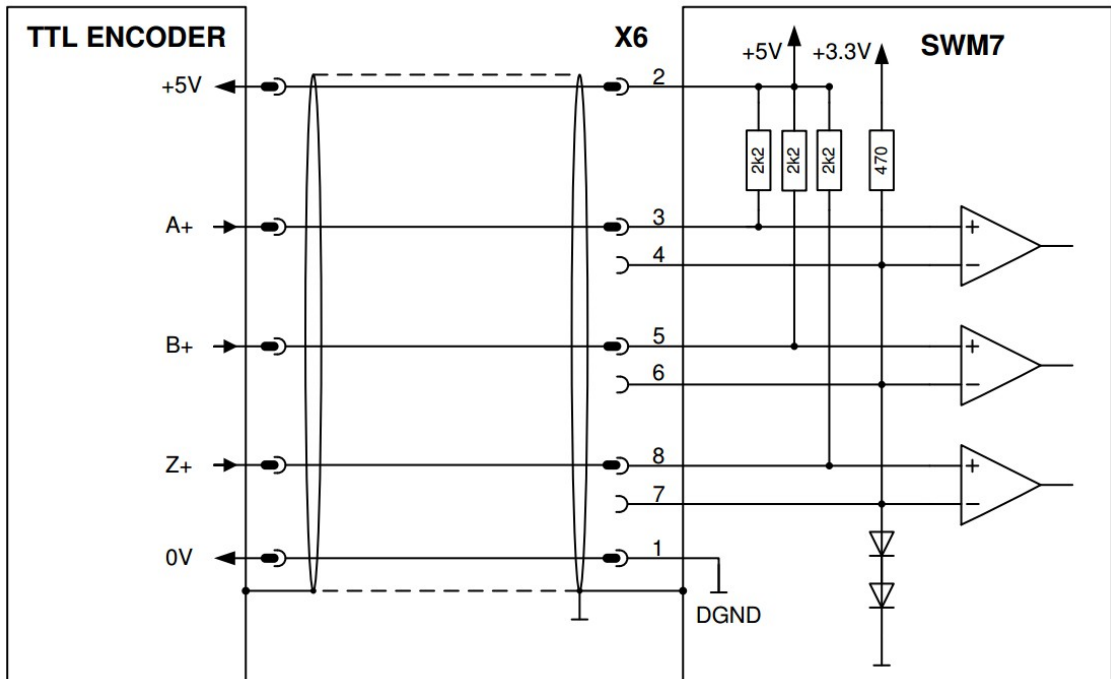 TTL ENCODER
X6
SWM7
+5V +3.3V
+5V
2
2k2 2k2 2k2 470
A+
3
+
4
−
B+
5
+
6
−
Z+
8
+
7
−
0V
1
DGND